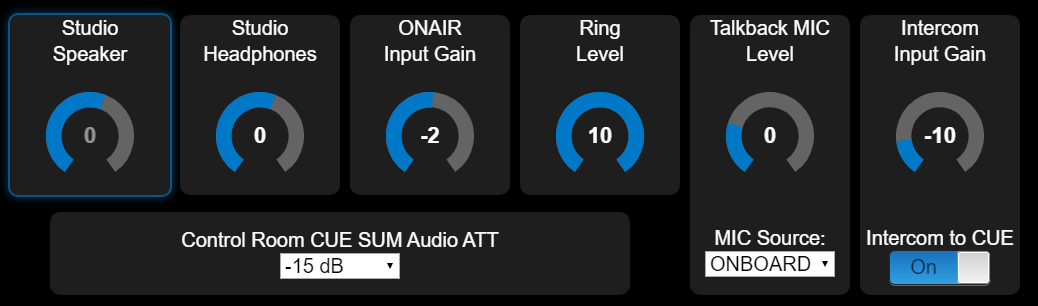 Studio
Speaker
0
Studio
Headphones
0
ONAIR
Input Gain
-2
Ring
Level
10
Talkback MIC
Level
0
MIC Source:
ONBOARD
Intercom
Input Gain
-10
Intercom to CUE
On
Control Room CUE SUM Audio ATT
-15 dB